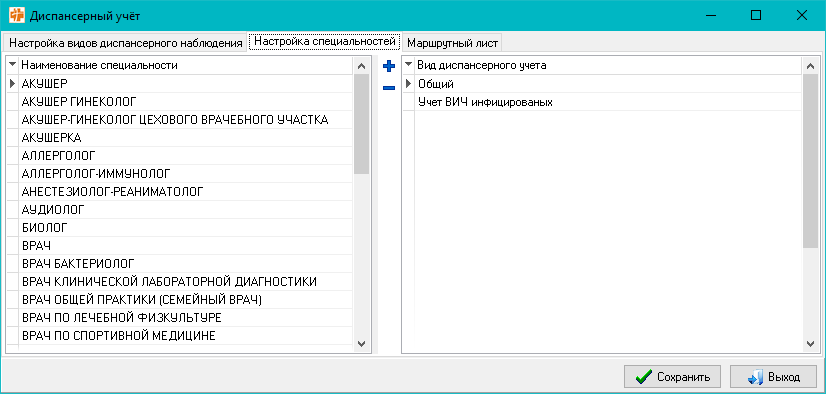 Диспансерный учёт
Настройка видов диспансерного наблюдения Настройка специальностей Маршрутный лист
Наименование специальности
АКУШЕР
АКУШЕР ГИНЕКОЛОГ
АКУШЕР-ГИНЕКОЛОГ ЦЕХОВОГО ВРАЧЕБНОГО УЧАСТКА
АКУШЕРКА
АЛЛЕРГОЛОГ
АЛЛЕРГОЛОГ-ИММУНОЛОГ
АНЕСТЕЗИОЛОГ-РЕАНИМАТОЛОГ
АУДИОЛОГ
БИОЛОГ
ВРАЧ
ВРАЧ БАКТЕРИОЛОГ
ВРАЧ КЛИНИЧЕСКОЙ ЛАБОРАТОРНОЙ ДИАГНОСТИКИ
ВРАЧ ОБЩЕЙ ПРАКТИКИ (СЕМЕЙНЫЙ ВРАЧ)
ВРАЧ ПО ЛЕЧЕБНОЙ ФИЗКУЛЬТУРЕ
ВРАЧ ПО СПОРТИВНОЙ МЕДИЦИНЕ
Вид диспансерного учета
Общий
Учет ВИЧ инфицированых
Сохранить Выход